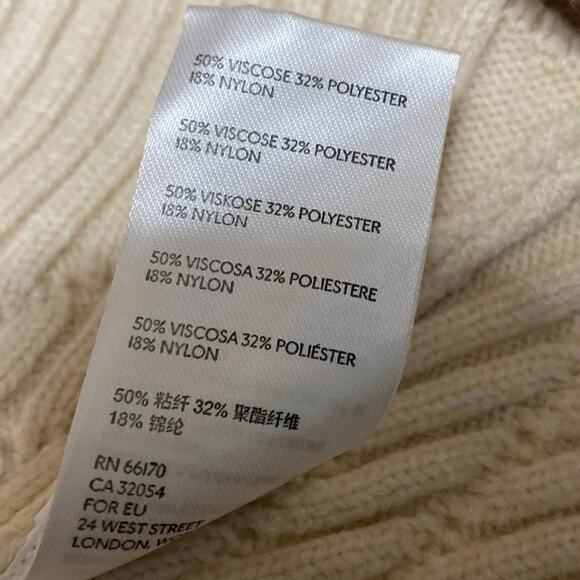 50% VISCOSE 32% POLYESTER
18% NYLON
50% VISCOSE 32% POLYESTER
18% NYLON
50% VISKOSE 32% POLYESTER
18% NYLON
50% VISCOSA 32% POLIESTERE
18% NYLON
50% VISCOSA 32% POLIÉSTER
18% NYLON
50% 粘纤 32% 聚酯纤维
18% 锦纶
RN 66170
CA 32054
FOR EU
24 WEST STREET
LONDON,